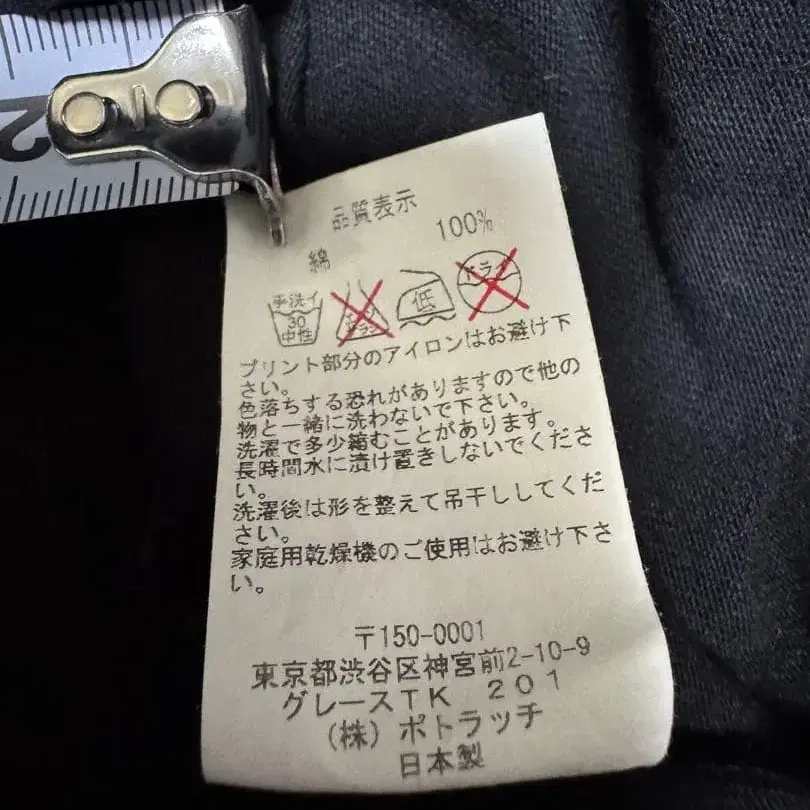 2
品質表示
綿 100%
手洗イ
30
中性
エンソ
サラシ
低
ドライ
プリント部分のアイロンはお避け下
さい。
色落ちする恐れがありますので他の
物と一緒に洗わないで下さい。
洗濯で多少縮むことがあります。
長時間水に漬け置きしないでくださ
い。
洗濯後は形を整えて吊干ししてくだ
さい。
家庭用乾燥機のご使用はお避け下さ
い。
〒150-0001
東京都渋谷区神宮前2-10-9
グレースTK 201
(株) ポトラッチ
日本製